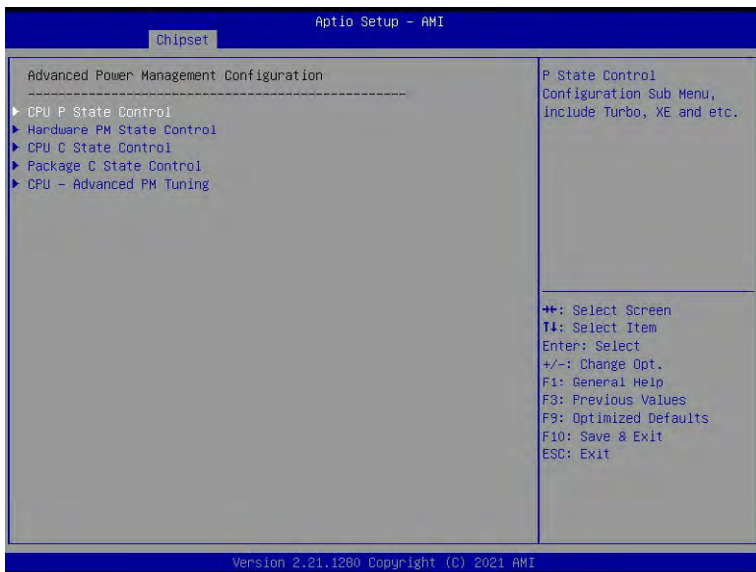 Aptio Setup – AMI
Chipset
Advanced Power Management Configuration
----------------------------------------------------
▶ CPU P State Control
▶ Hardware PM State Control
▶ CPU C State Control
▶ Package C State Control
▶ CPU – Advanced PM Tuning
P State Control
Configuration Sub Menu,
include Turbo, XE and etc.
→←: Select Screen
↑↓: Select Item
Enter: Select
+/-: Change Opt.
F1: General Help
F3: Previous Values
F9: Optimized Defaults
F10: Save & Exit
ESC: Exit
Version 2.21.1280 Copyright (C) 2021 AMI